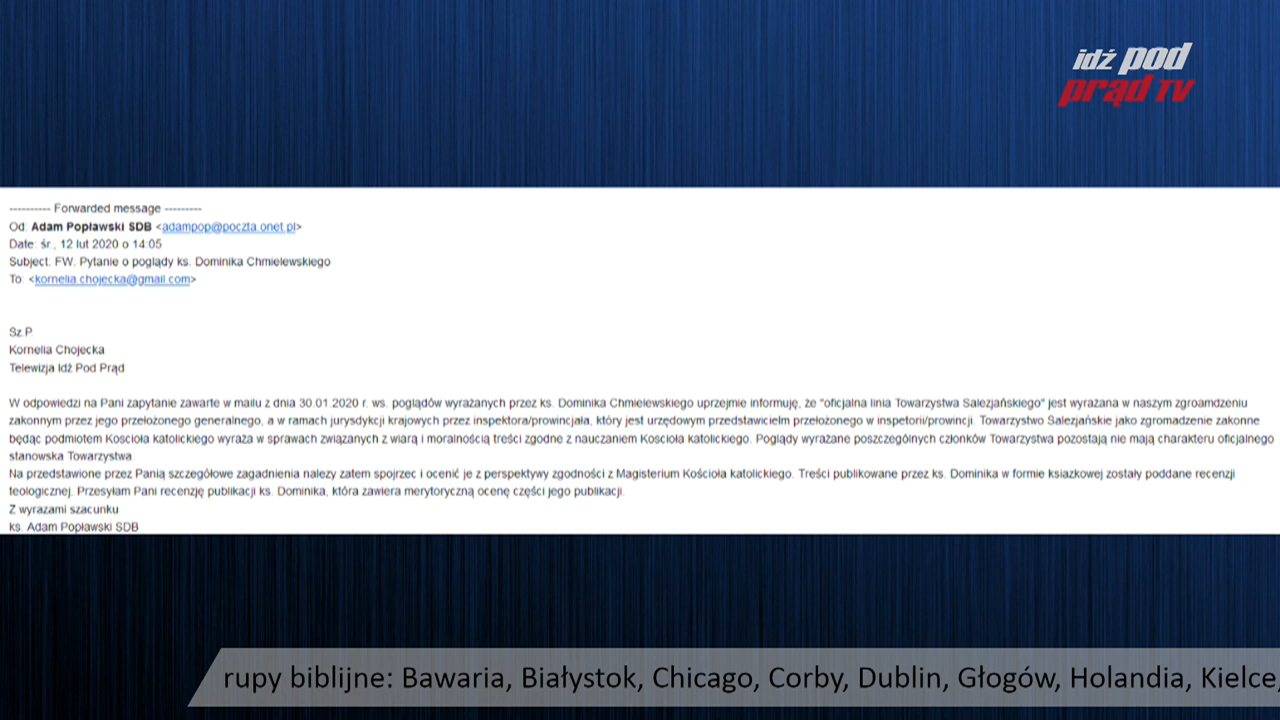 idź pod
prąd TV
---------- Forwarded message ---------
Od: Adam Popławski SDB <adampop@poczta.onet.pl>
Date: śr., 12 lut 2020 o 14:05
Subject: FW: Pytanie o poglądy ks. Dominika Chmielewskiego
To: <kornelia.chojecka@gmail.com>
Sz.P.
Kornelia Chojecka
Telewizja Idź Pod Prąd
W odpowiedzi na Pani zapytanie zawarte w mailu z dnia 30.01.2020 r. ws. poglądów wyrażanych przez ks. Dominika Chmielewskiego uprzejmie informuję, że "oficjalna linia Towarzystwa Salezjańskiego" jest wyrażana w naszym zgroamdzeniu
zakonnym przez jego przełożonego generalnego, a w ramach jurysdykcji krajowych przez inspektora/prowincjała, który jest urzędowym przedstawicielm przełożonego w inspetorii/prowincji. Towarzystwo Salezjańskie jako zgromadzenie zakonne
będąc podmiotem Koscioła katolickiego wyraża w sprawach związanych z wiarą i moralnością treści zgodne z nauczaniem Kosciola katolickiego. Poglądy wyrażane poszczególnych członków Towarzystwa pozostają nie mają charakteru oficjalnego
stanowska Towarzystwa.
Na przedstawione przez Panią szczegółowe zagadnienia nalezy zatem spojrzec i ocenić je z perspektywy zgodności z Magisterium Kościoła katolickiego. Treści publikowane przez ks. Dominika w formie ksiazkowej zostały poddane recenzji
teologicznej. Przesyłam Pani recenzję publikacji ks. Dominika, która zawiera merytoryczną ocenę części jego publikacji.
Z wyrazami szacunku
ks. Adam Popławski SDB
rupy biblijne: Bawaria, Białystok, Chicago, Corby, Dublin, Głogów, Holandia, Kielce,